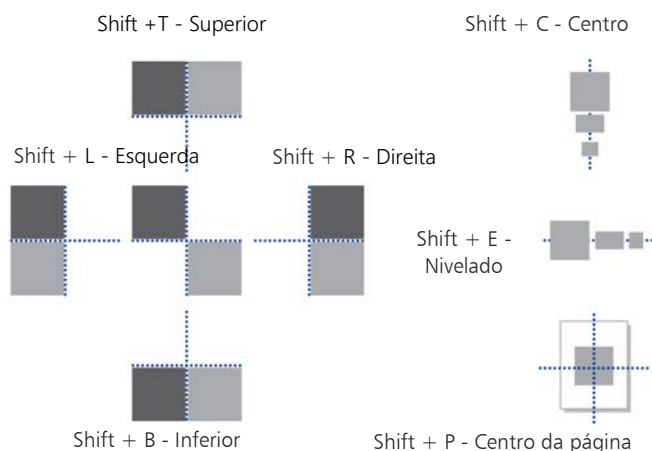 Shift +T - Superior
Shift + C - Centro
Shift + L - Esquerda
Shift + R - Direita
Shift + E -
Nivelado
Shift + B - Inferior
Shift + P - Centro da página